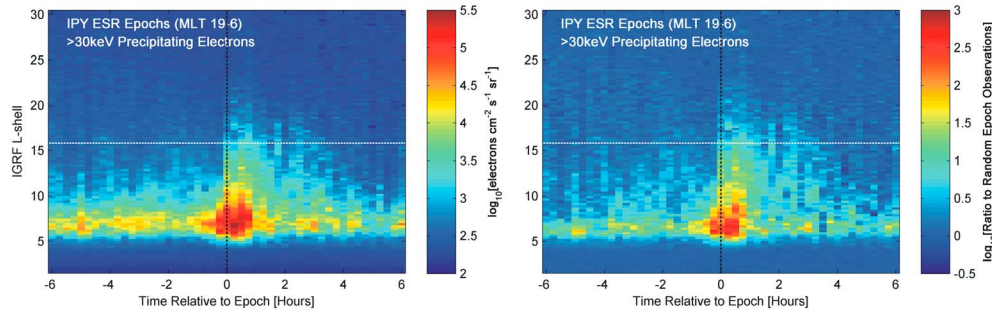 IPY ESR Epochs (MLT 19-6)
>30keV Precipitating Electrons
IGRF L-shell
30
25
20
15
10
5
-6 -4 -2 0 2 4 6
Time Relative to Epoch [Hours]
5.5
5
4.5
4
3.5
3
2.5
2
log10[electrons cm-2 s-1 sr-1]
IPY ESR Epochs (MLT 19-6)
>30keV Precipitating Electrons
30
25
20
15
10
5
-6 -4 -2 0 2 4 6
Time Relative to Epoch [Hours]
3
2.5
2
1.5
1
0.5
0
-0.5
[Ratio to Random Epoch Observations]